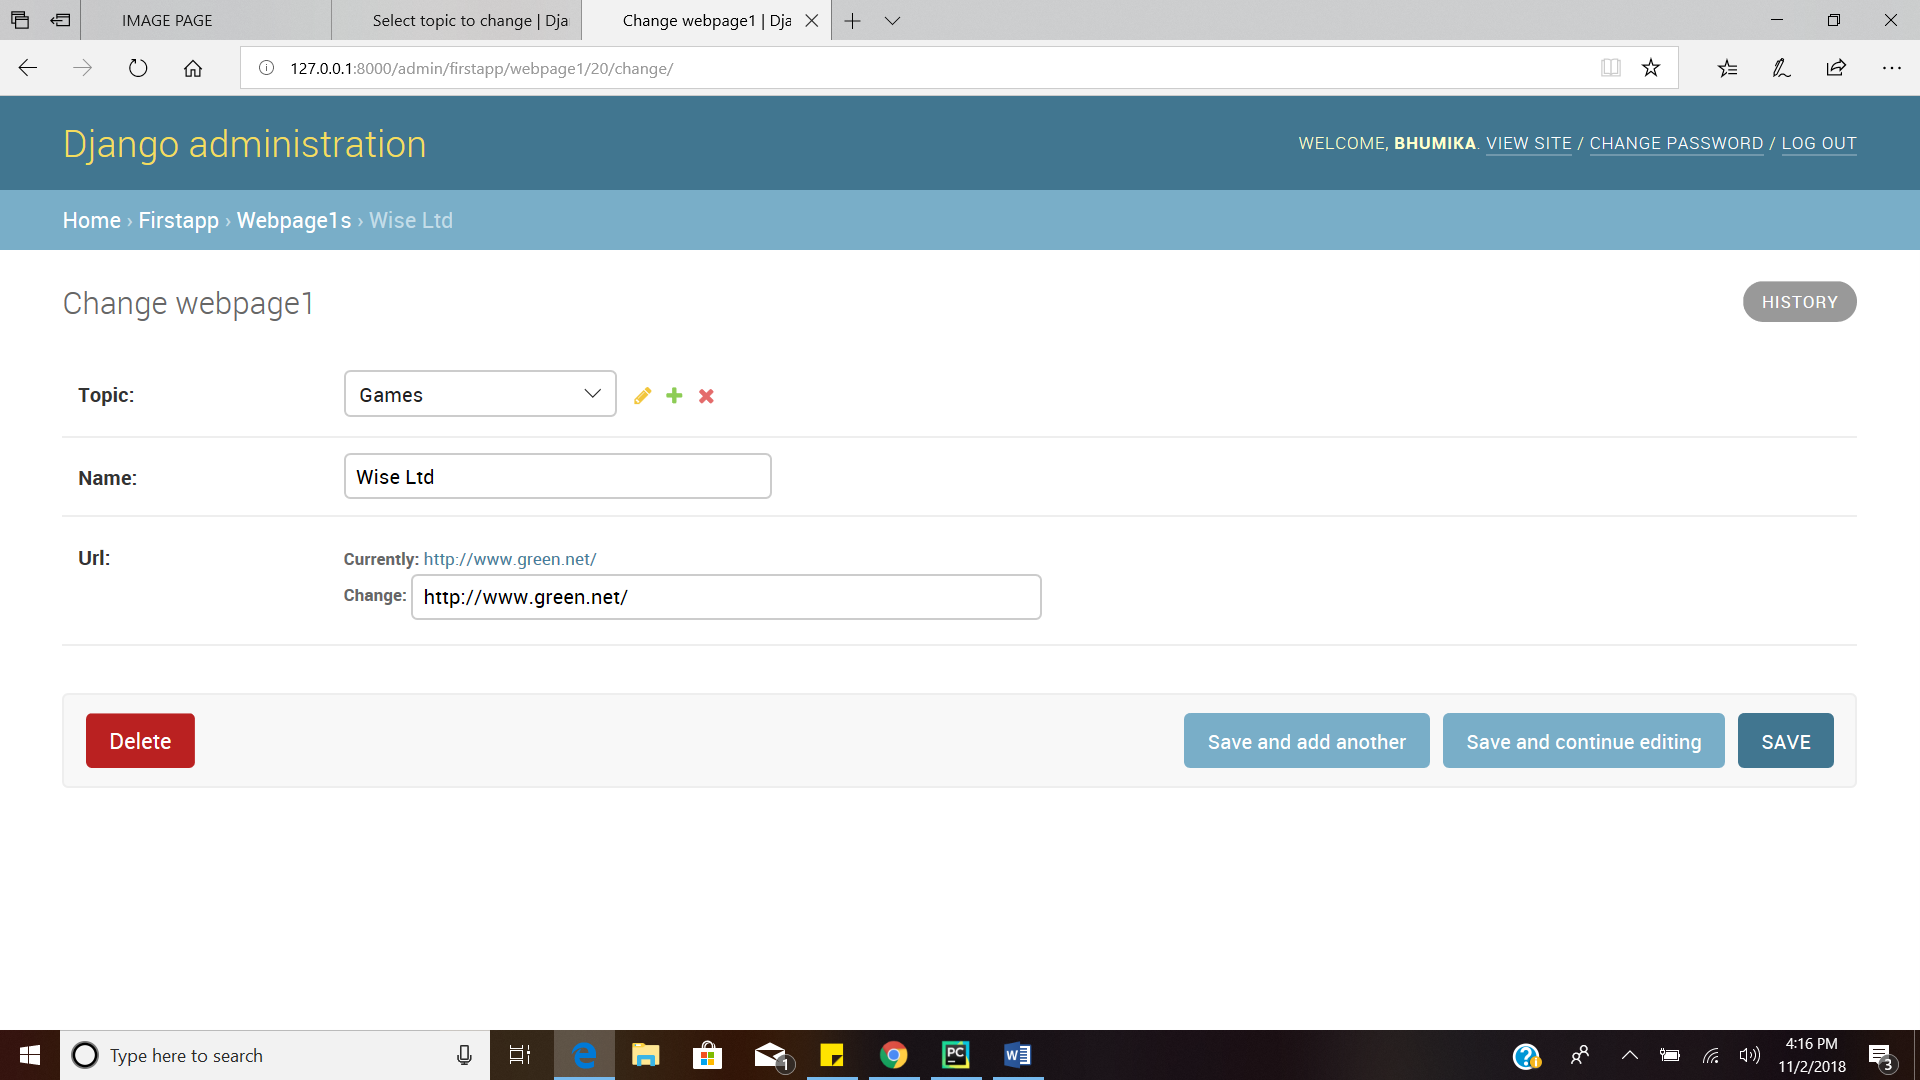 IMAGE PAGE
Select topic to change | Dja
Change webpage1 | Dja
127.0.0.1:8000/admin/firstapp/webpage1/20/change/
Django administration
WELCOME, BHUMIKA. VIEW SITE / CHANGE PASSWORD / LOG OUT
Home › Firstapp › Webpage1s › Wise Ltd
Change webpage1
HISTORY
Topic:
Games
Name:
Wise Ltd
Url:
Currently: http://www.green.net/
Change: http://www.green.net/
Delete
Save and add another
Save and continue editing
SAVE
Type here to search
1
PC
W
4:16 PM
11/2/2018
3